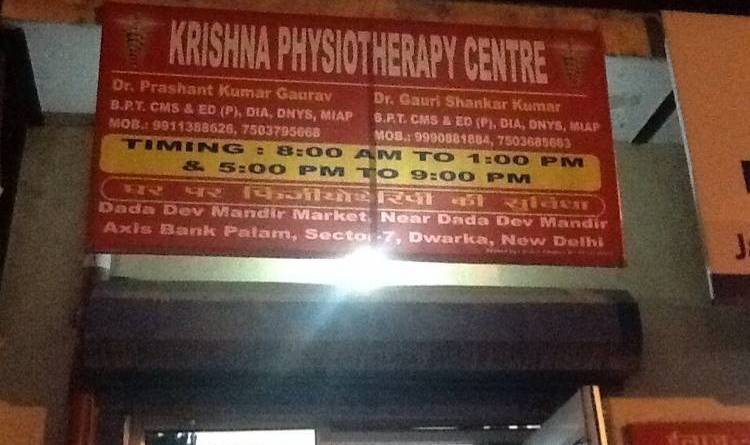 KRISHNA PHYSIOTHERAPY CENTRE
Dr. Prashant Kumar Gaurav
B.P.T. CMS & ED (P), DIA, DNYS, MIAP
MOB.: 9911388626, 7503795668
Dr. Gauri Shankar Kumar
B.P.T. CMS & ED (P), DIA, DNYS, MIAP
MOB.: 9990881884, 7503685663
TIMING : 8:00 AM TO 1:00 PM
& 5:00 PM TO 9:00 PM
घर पर फिजीयोथेरिपी की सुविधा
Dada Dev Mandir Market, Near Dada Dev Mandir
Axis Bank Palam, Sector-7, Dwarka, New Delhi